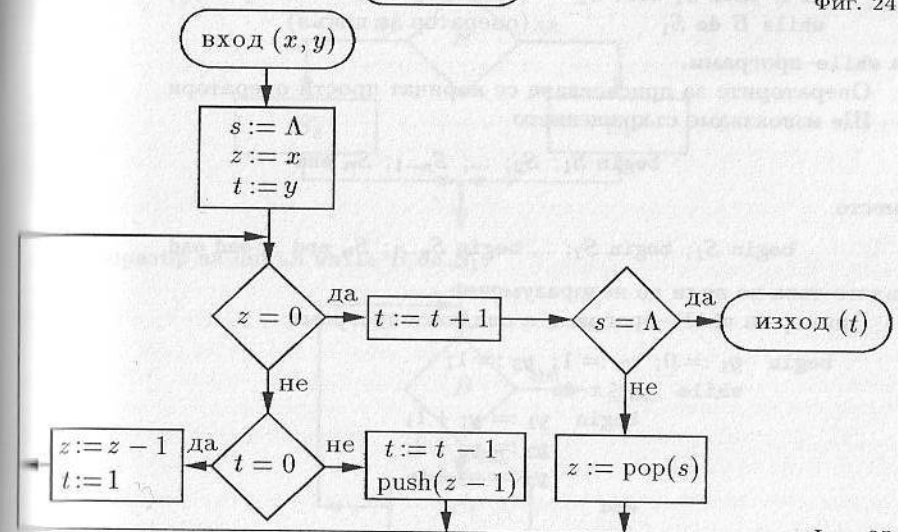 Фиг. 24
вход (x, y)
s := Λ
z := x
t := y
z = 0
да
t := t + 1
s = Λ
да
изход (t)
не
не
z := z − 1
t := 1
да
t = 0
не
t := t − 1
push(z − 1)
z := pop(s)